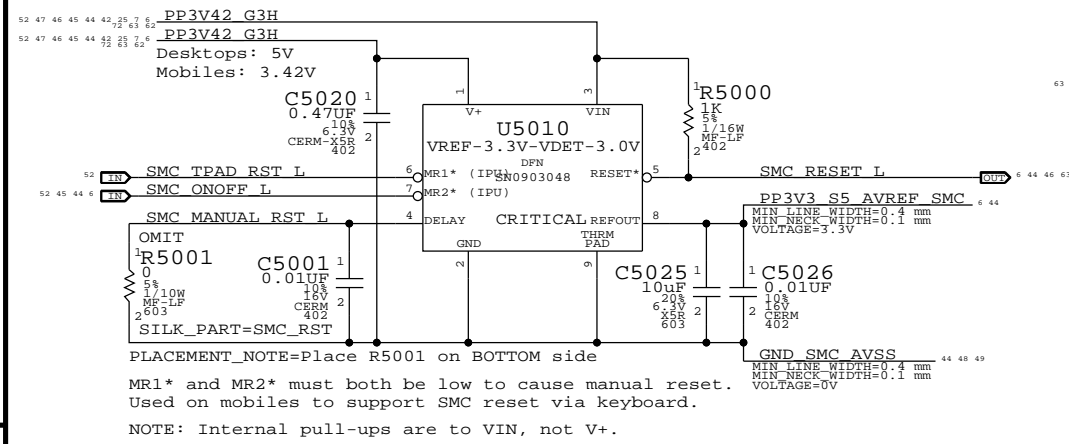 52 47 46 45 44 42 25 7 6 PP3V42_G3H
72 63 62
52 47 46 45 44 42 25 7 6 PP3V42_G3H
72 63 62
Desktops: 5V
Mobiles: 3.42V
63
C5020 1
0.47UF
10%
6.3V
CERM-X5R 2
402
1
V+
3
VIN
U5010
VREF-3.3V-VDET-3.0V
DFN
SN0903048
CRITICAL
1
R5000
1K
5%
1/16W
MF-LF
2 402
52 IN SMC_TPAD_RST_L 6 MR1* (IPU)
52 45 44 6 IN SMC_ONOFF_L 7 MR2* (IPU)
RESET* 5 SMC_RESET_L OUT 6 44 46 63
SMC_MANUAL_RST_L 4 DELAY
REFOUT 8
PP3V3_S5_AVREF_SMC 6 44
MIN_LINE_WIDTH=0.4 mm
MIN_NECK_WIDTH=0.1 mm
VOLTAGE=3.3V
GND
2
THRM
PAD
9
OMIT
1
R5001
0
5%
1/10W
MF-LF
2 603
SILK_PART=SMC_RST
C5001 1
0.01UF
10%
16V
CERM 2
402
C5025 1
10uF
20%
6.3V
X5R 2
603
1 C5026
0.01UF
10%
16V
2 CERM
402
GND_SMC_AVSS 44 48 49
MIN_LINE_WIDTH=0.4 mm
MIN_NECK_WIDTH=0.1 mm
VOLTAGE=0V
PLACEMENT_NOTE=Place R5001 on BOTTOM side
MR1* and MR2* must both be low to cause manual reset.
Used on mobiles to support SMC reset via keyboard.
NOTE: Internal pull-ups are to VIN, not V+.